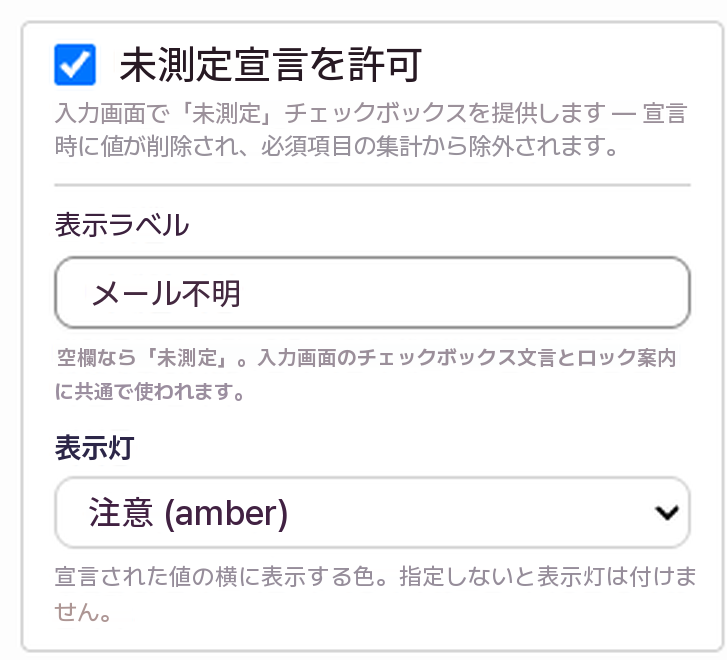 未測定宣言を許可
入力画面で「未測定」チェックボックスを提供します — 宣言
時に値が削除され、必須項目の集計から除外されます。
表示ラベル
メール不明
空欄なら「未測定」。入力画面のチェックボックス文言とロック案内
に共通で使われます。
表示灯
注意 (amber)
宣言された値の横に表示する色。指定しないと表示灯は付けま
せん。